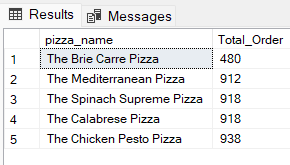 Results Messages
pizza_name Total_Order
1 The Brie Carre Pizza 480
2 The Mediterranean Pizza 912
3 The Spinach Supreme Pizza 918
4 The Calabrese Pizza 918
5 The Chicken Pesto Pizza 938